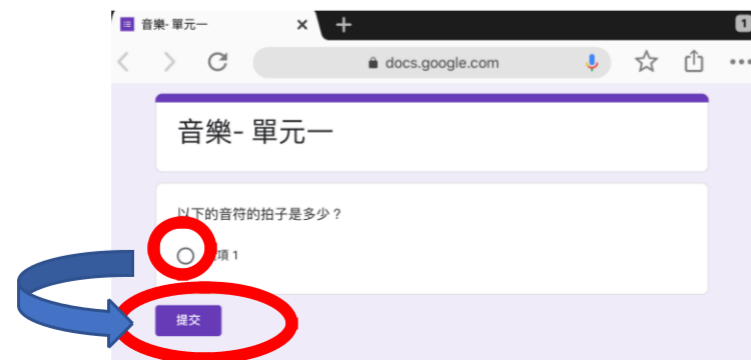 音樂- 單元一
1
docs.google.com
音樂- 單元一
以下的音符的拍子是多少？
項 1
提交